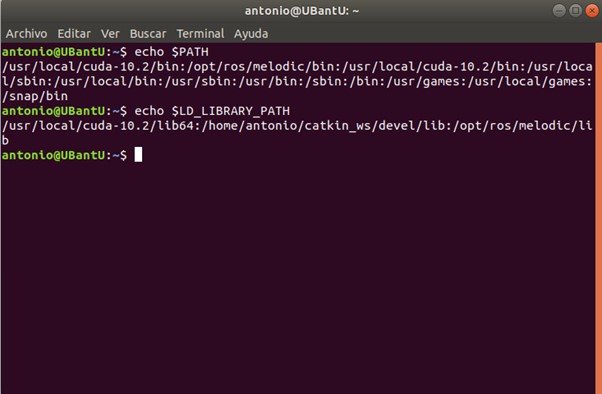 antonio@UBantU: ~
Archivo Editar Ver Buscar Terminal Ayuda
antonio@UBantU:~$ echo $PATH
/usr/local/cuda-10.2/bin:/opt/ros/melodic/bin:/usr/local/cuda-10.2/bin:/usr/loca
l/sbin:/usr/local/bin:/usr/sbin:/usr/bin:/sbin:/bin:/usr/games:/usr/local/games:
/snap/bin
antonio@UBantU:~$ echo $LD_LIBRARY_PATH
/usr/local/cuda-10.2/lib64:/home/antonio/catkin_ws/devel/lib:/opt/ros/melodic/li
b
antonio@UBantU:~$